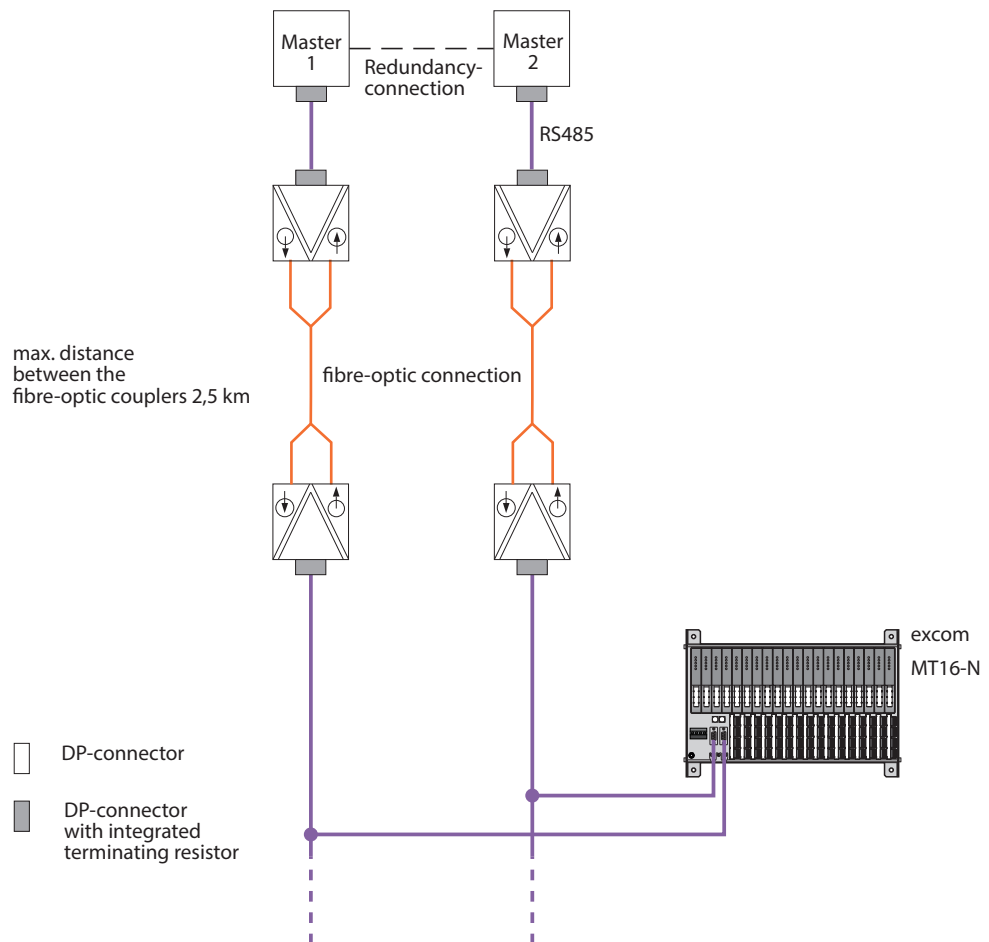 Master
1
Master
2
Redundancy-
connection
RS485
max. distance
between the
fibre-optic couplers 2,5 km
fibre-optic connection
excom
MT16-N
DP-connector
DP-connector
with integrated
terminating resistor